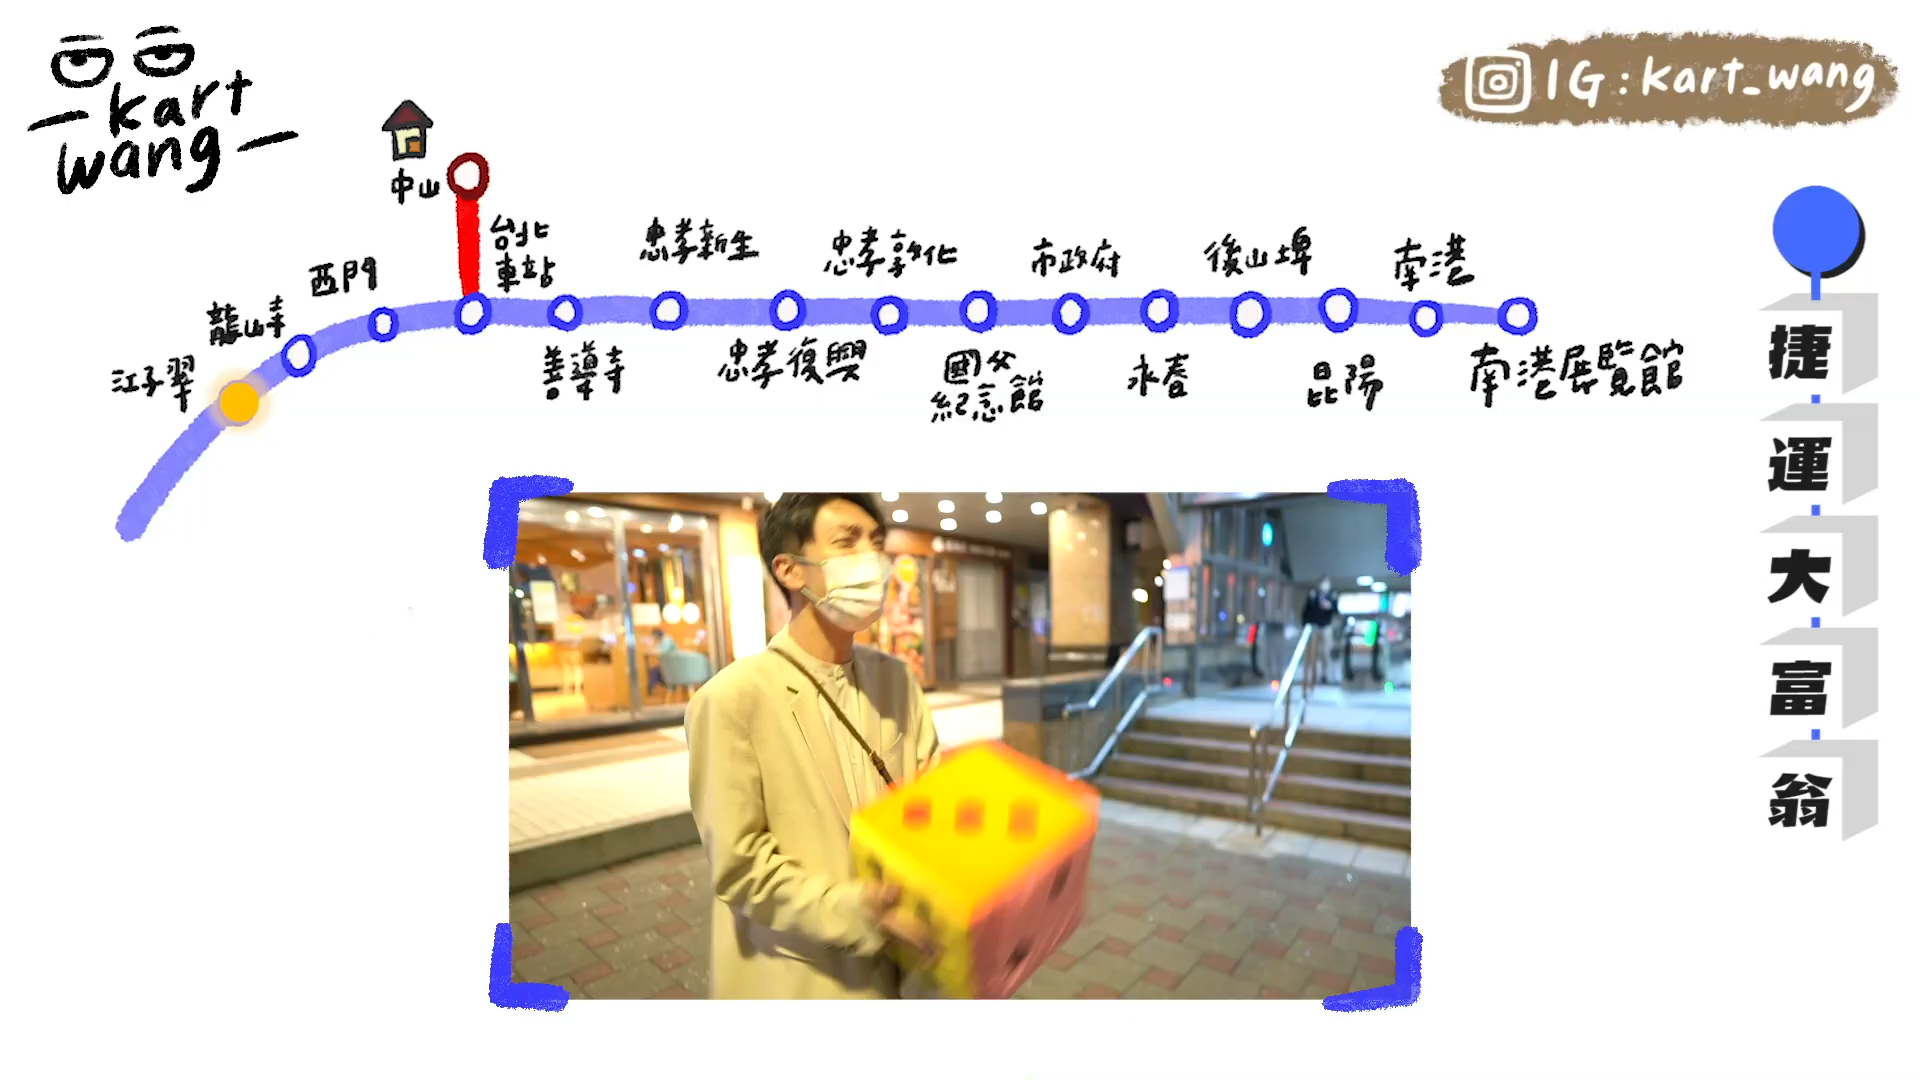 kart
wang
IG:kart_wang
中山
台北
車站
忠孝新生
忠孝敦化
市政府
後山埤
南港
西門
龍山寺
江子翠
善導寺
忠孝復興
國父
紀念館
永春
昆陽
南港展覽館
捷
運
大
富
翁